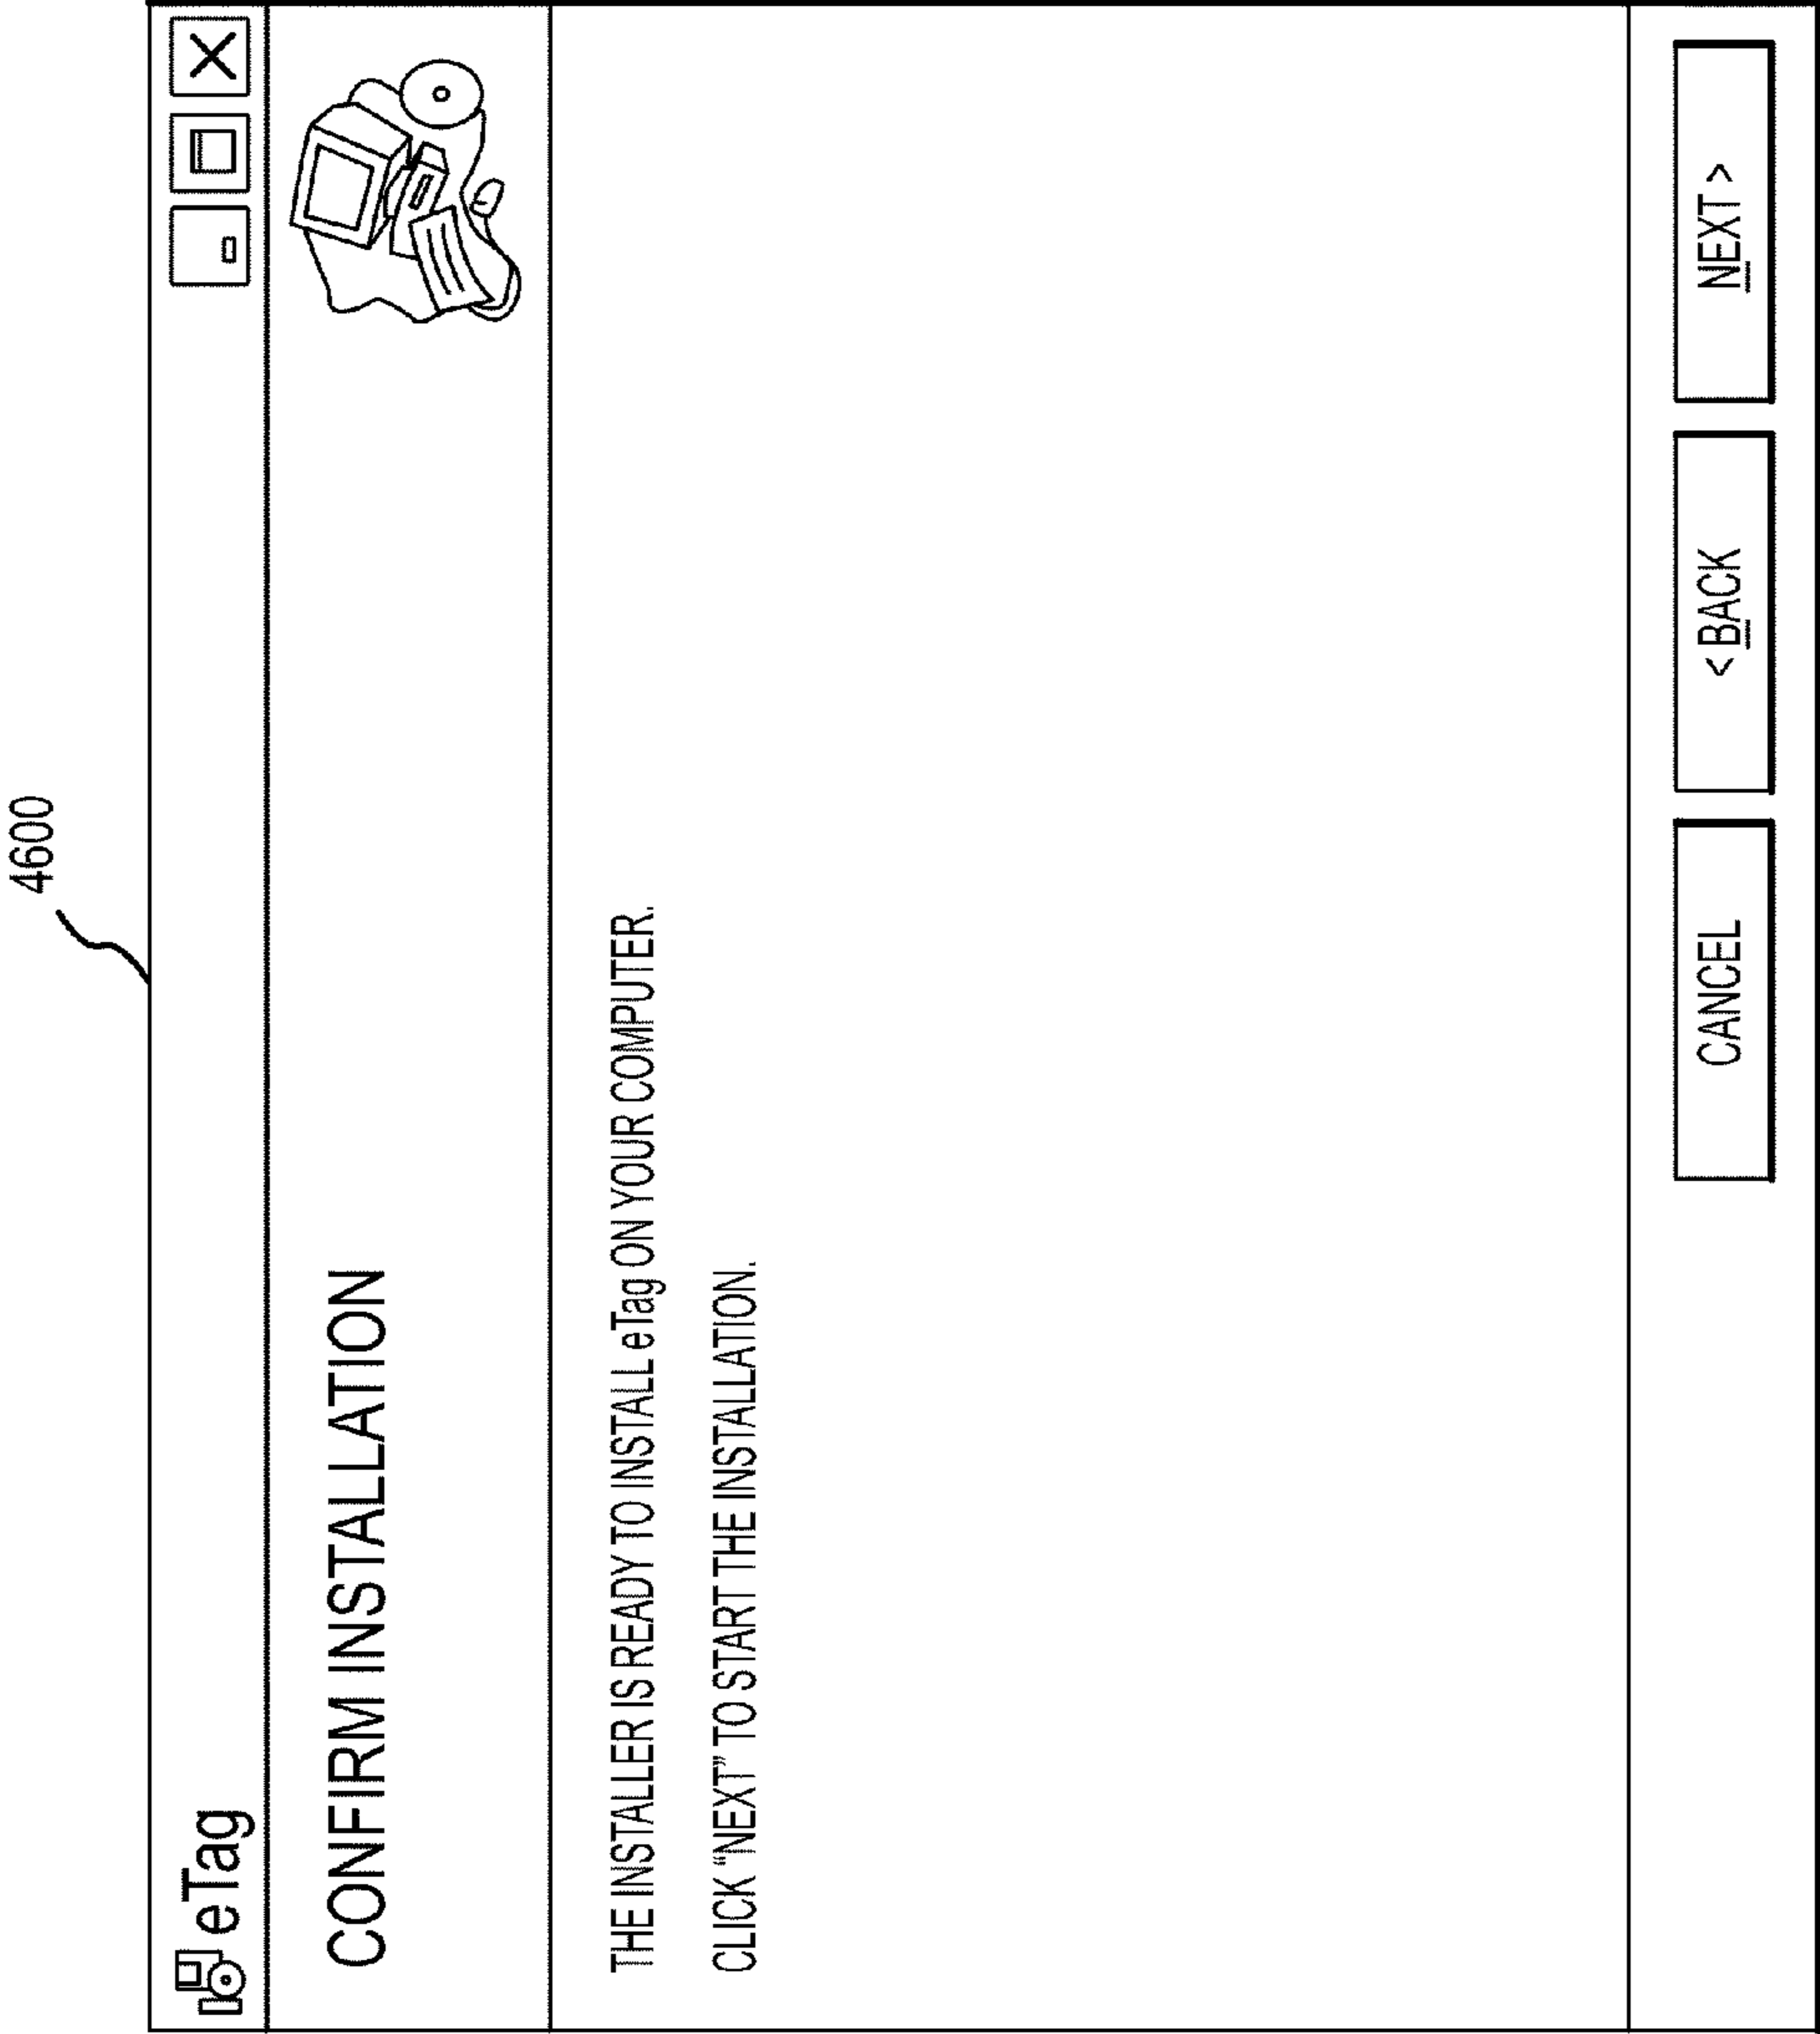 4600
eTag
CONFIRM INSTALLATION
THE INSTALLER IS READY TO INSTALL eTag ON YOUR COMPUTER.
CLICK “NEXT” TO START THE INSTALLATION.
CANCEL
< BACK
NEXT >